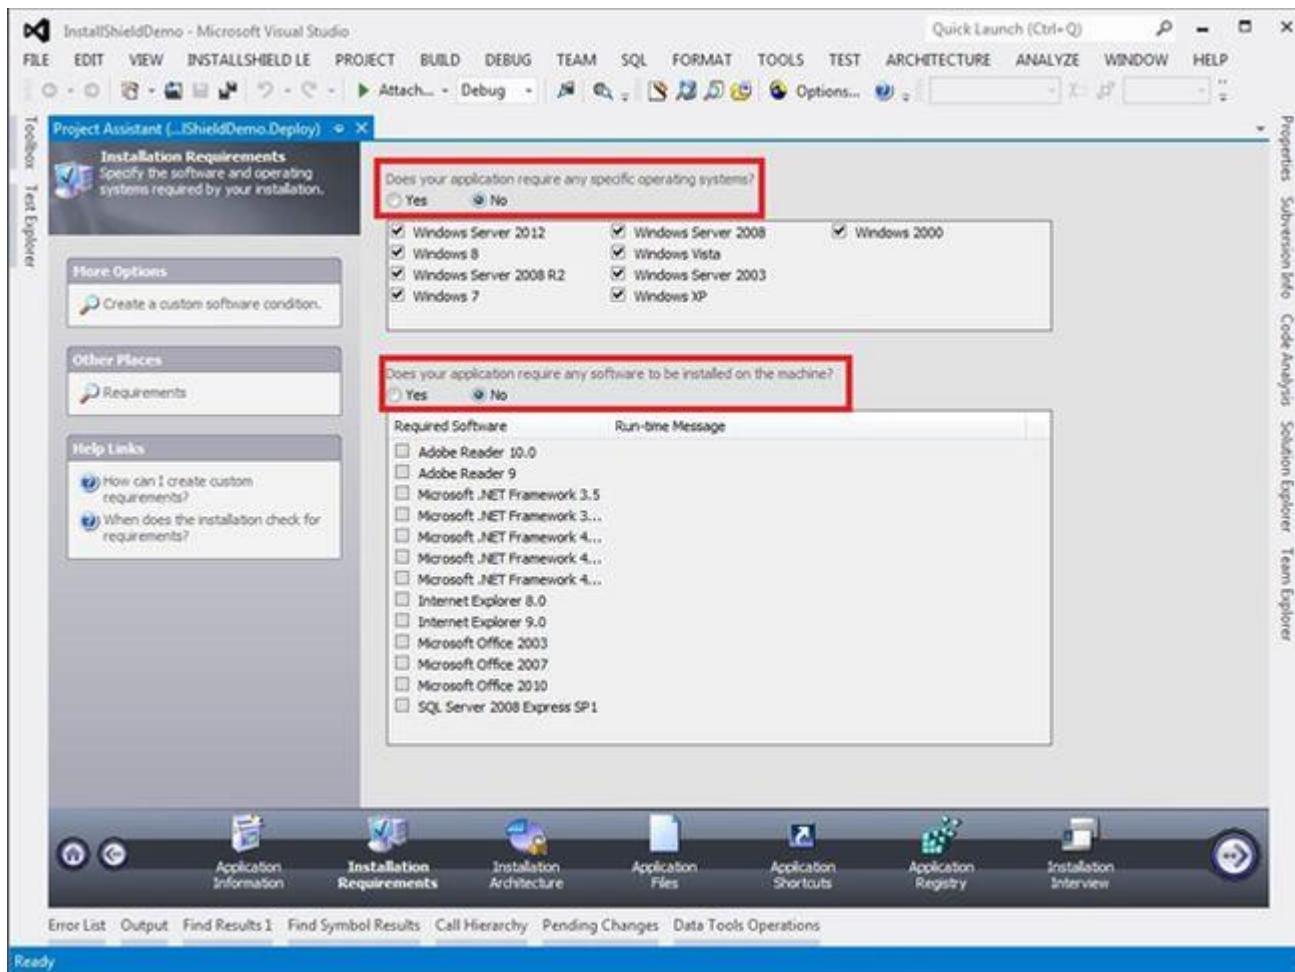 InstallShieldDemo - Microsoft Visual Studio
Quick Launch (Ctrl+Q)
FILE EDIT VIEW INSTALLSHIELD LE PROJECT BUILD DEBUG TEAM SQL FORMAT TOOLS TEST ARCHITECTURE ANALYZE WINDOW HELP
Attach... Debug Options...
Toolbox
Test Explorer
Project Assistant (...IShieldDemo.Deploy)
Installation Requirements
Specify the software and operating
systems required by your installation.
More Options
Create a custom software condition.
Other Places
Requirements
Help Links
How can I create custom
requirements?
When does the installation check for
requirements?
Does your application require any specific operating systems?
Yes No
Windows Server 2012 Windows Server 2008 Windows 2000
Windows 8 Windows Vista
Windows Server 2008 R2 Windows Server 2003
Windows 7 Windows XP
Does your application require any software to be installed on the machine?
Yes No
Required Software Run-time Message
Adobe Reader 10.0
Adobe Reader 9
Microsoft .NET Framework 3.5
Microsoft .NET Framework 3...
Microsoft .NET Framework 4...
Microsoft .NET Framework 4...
Microsoft .NET Framework 4...
Internet Explorer 8.0
Internet Explorer 9.0
Microsoft Office 2003
Microsoft Office 2007
Microsoft Office 2010
SQL Server 2008 Express SP1
Properties
Subversion Info
Code Analysis
Solution Explorer
Team Explorer
Application
Information
Installation
Requirements
Installation
Architecture
Application
Files
Application
Shortcuts
Application
Registry
Installation
Interview
Error List Output Find Results 1 Find Symbol Results Call Hierarchy Pending Changes Data Tools Operations
Ready